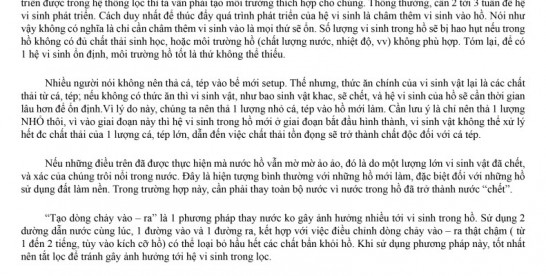 triển được trong hệ thống thì ta vẫn phải tạo môi trường thích hợp cho chúng. Thông thường, cần 2 tới 3 tuần để hệ
vi sinh phát triển. Cách duy nhất để thúc đẩy quá trình phát triển của hệ vi sinh là châm thêm vi sinh vào hồ. Nói như
vậy không có nghĩa là chỉ cần châm thêm vi sinh vào là mọi thứ sẽ ổn. Số lượng vi sinh trong hồ sẽ bị hao hụt nếu trong
hồ không có đủ chất thải sinh học, hoặc môi trường hồ (chất lượng nước, nhiệt độ, vv) không phù hợp. Tóm lại, để có
1 hệ vi sinh ổn định, môi trường hồ tốt là thứ không thể thiếu.
Nhiều người nói không nên thả cá, tép vào bể mới setup. Thế nhưng, thức ăn chính của vi sinh vật lại là các chất
thải từ cá, tép; nếu không có thức ăn thì vi sinh vật, như bao sinh vật khac, sẽ chết, và hệ vi sinh của hồ sẽ cần thời gian
lâu hơn để ổn định.Vì lý do này, chúng ta nên thả 1 lượng nhỏ cá, tép vào hồ mới làm. Cần lưu ý là chỉ nên thả 1 lượng
NHỎ thôi, vì vào giai đoạn này thì hệ vi sinh trong hồ mới ở giai đoạn bắt đầu hình thành, vi sinh vật không thể xử lý
hết đc chất thải của 1 lượng cá, tép lớn, dẫn đến việc chất thải tồn đọng sẽ trở thành chất độc đối với cá tép.
Nếu những điều trên đã được thực hiện mà nước hồ vẫn mờ mờ ảo ảo, đó là do một lượng lớn vi sinh vật đã chết,
và xác của chúng trôi nổi trong nước. Đây là hiện tượng bình thường với những hồ mới làm, đặc biệt đối với những hồ
sử dụng đất làm nền. Trong trường hợp này, cần phải thay toàn bộ nước vì nước trong hồ đã trở thành nước “chết”.
“Tạo dòng chảy vào – ra” là 1 phương pháp thay nước ko gây ảnh hưởng nhiều tới vi sinh trong hồ. Sử dụng 2
dường dẫn nước cùng lúc, 1 đường vào và 1 đường ra, kết hợp với việc điều chỉnh dòng chảy vào – ra thật chậm ( từ
1 đến 2 tiếng, tùy vào kích cỡ hồ) có thể loại bỏ hầu hết các chất bẩn khỏi hồ. Khi sử dụng phương pháp này, tốt nhất
nên tắt lọc để tránh gây ảnh hưởng tới hệ vi sinh trong lọc.